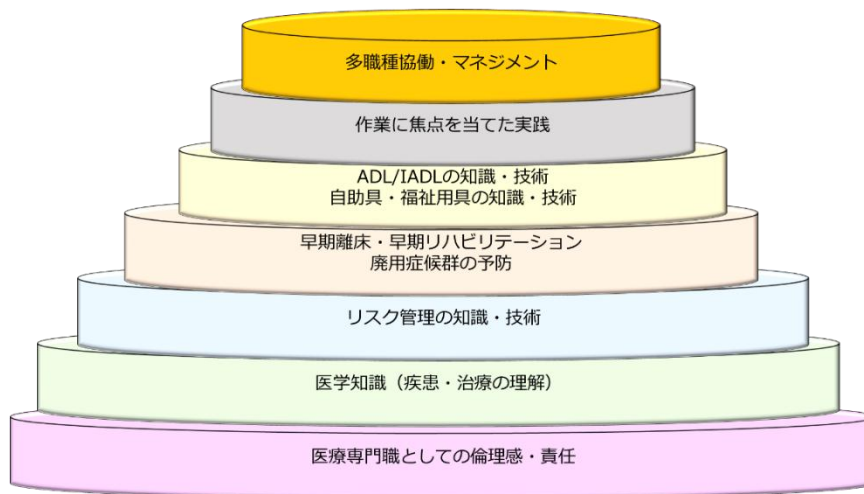 多職種協働・マネジメント
作業に焦点を当てた実践
ADL/IADLの知識・技術
自助具・福祉用具の知識・技術
早期離床・早期リハビリテーション
廃用症候群の予防
リスク管理の知識・技術
医学知識（疾患・治療の理解）
医療専門職としての倫理感・責任